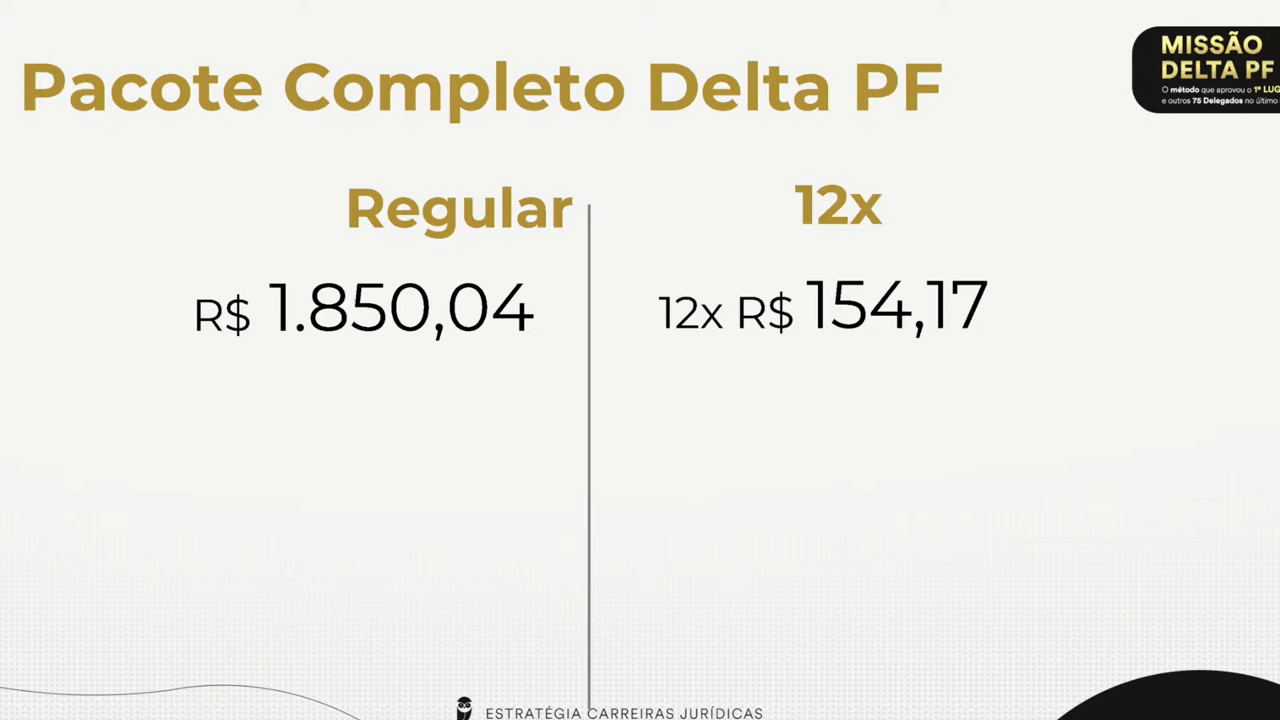 Pacote Completo Delta PF
MISSÃO
DELTA PF
O método que aprovou o 1º LUG
e outros 75 Delegados no último
Regular
12x
R$ 1.850,04
12x R$ 154,17
ESTRATÉGIA CARREIRAS JURÍDICAS